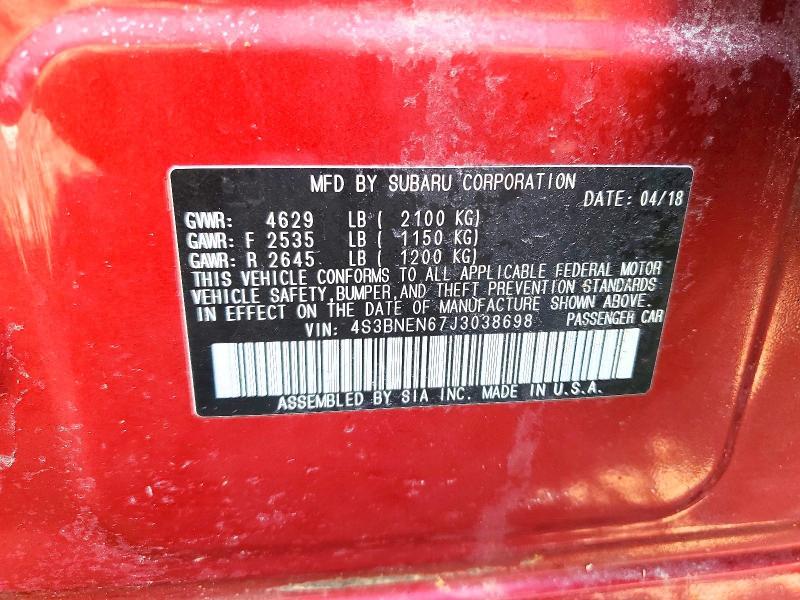 MFD BY SUBARU CORPORATION
DATE: 04/18
GVWR: 4629 LB ( 2100 KG)
GAWR: F 2535 LB ( 1150 KG)
GAWR: R 2645 LB ( 1200 KG)
THIS VEHICLE CONFORMS TO ALL APPLICABLE FEDERAL MOTOR
VEHICLE SAFETY, BUMPER, AND THEFT PREVENTION STANDARDS
IN EFFECT ON THE DATE OF MANUFACTURE SHOWN ABOVE.
VIN: 4S3BNEN67J3038698 PASSENGER CAR
ASSEMBLED BY SIA INC. MADE IN U.S.A.